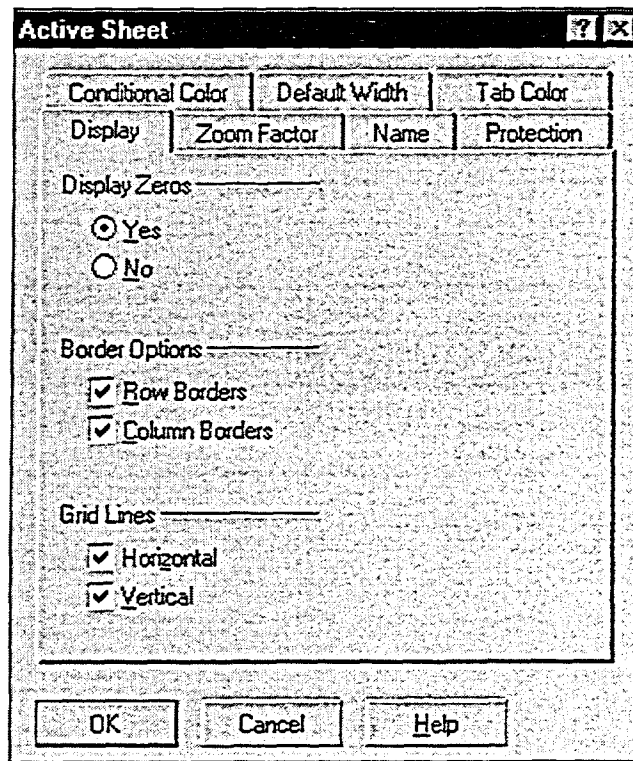 Active Sheet ? X
Conditional Color Default Width Tab Color
Display Zoom Factor Name Protection
Display Zeros
Yes
No
Border Options
Row Borders
Column Borders
Grid Lines
Horizontal
Vertical
OK Cancel Help